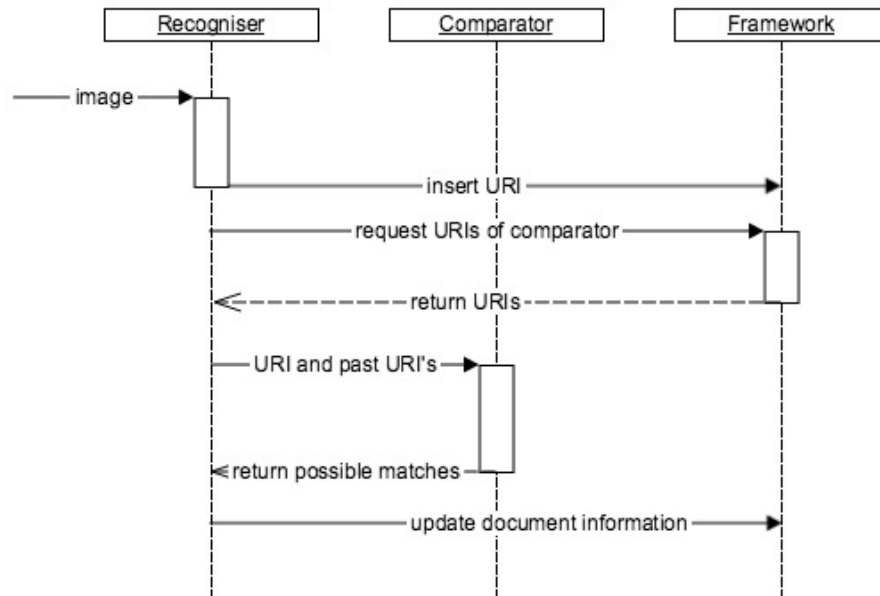 Recogniser
Comparator
Framework
image
insert URI
request URIs of comparator
return URIs
URI and past URI's
return possible matches
update document information